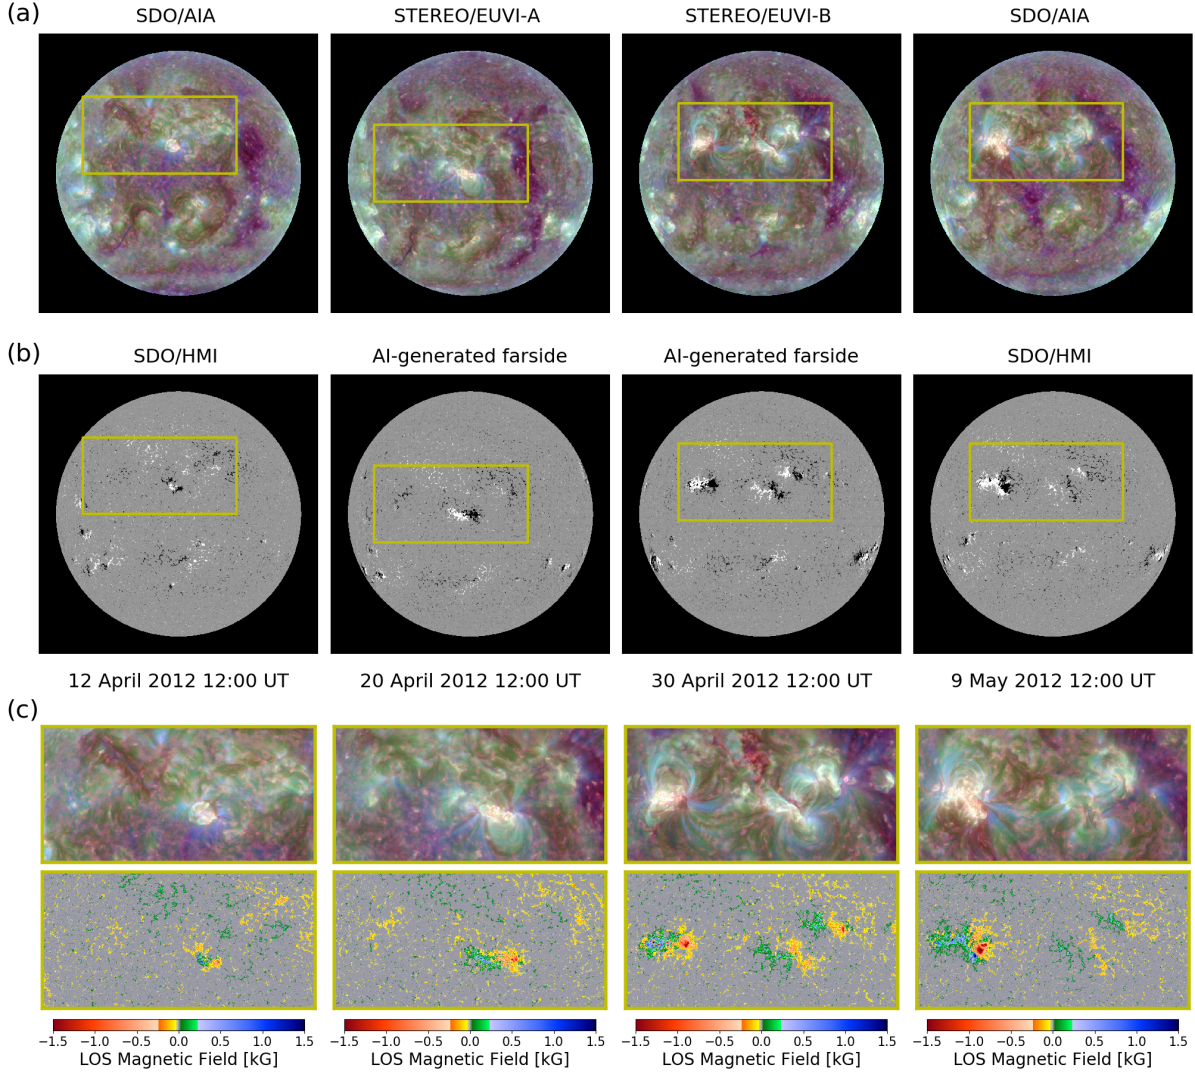 (a)
SDO/AIA STEREO/EUVI-A STEREO/EUVI-B SDO/AIA
(b)
SDO/HMI AI-generated farside AI-generated farside SDO/HMI
12 April 2012 12:00 UT 20 April 2012 12:00 UT 30 April 2012 12:00 UT 9 May 2012 12:00 UT
(c)
−1.5 −1.0 −0.5 0.0 0.5 1.0 1.5 −1.5 −1.0 −0.5 0.0 0.5 1.0 1.5 −1.5 −1.0 −0.5 0.0 0.5 1.0 1.5 −1.5 −1.0 −0.5 0.0 0.5 1.0 1.5
LOS Magnetic Field [kG] LOS Magnetic Field [kG] LOS Magnetic Field [kG] LOS Magnetic Field [kG]